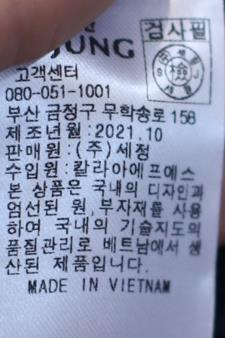 검사필
JUNG
고객센터
080-051-1001
부산 금정구 무학송로 158
제조년월:2021.10
판매원:(주)세정
수입원:칼라아에프에스
본 상품은 국내의 디자인과
엄선된 원,부자재를 사용
하여 국내의 기술지도의
품질관리로 베트남에서 생
산된 제품입니다.
MADE IN VIETNAM